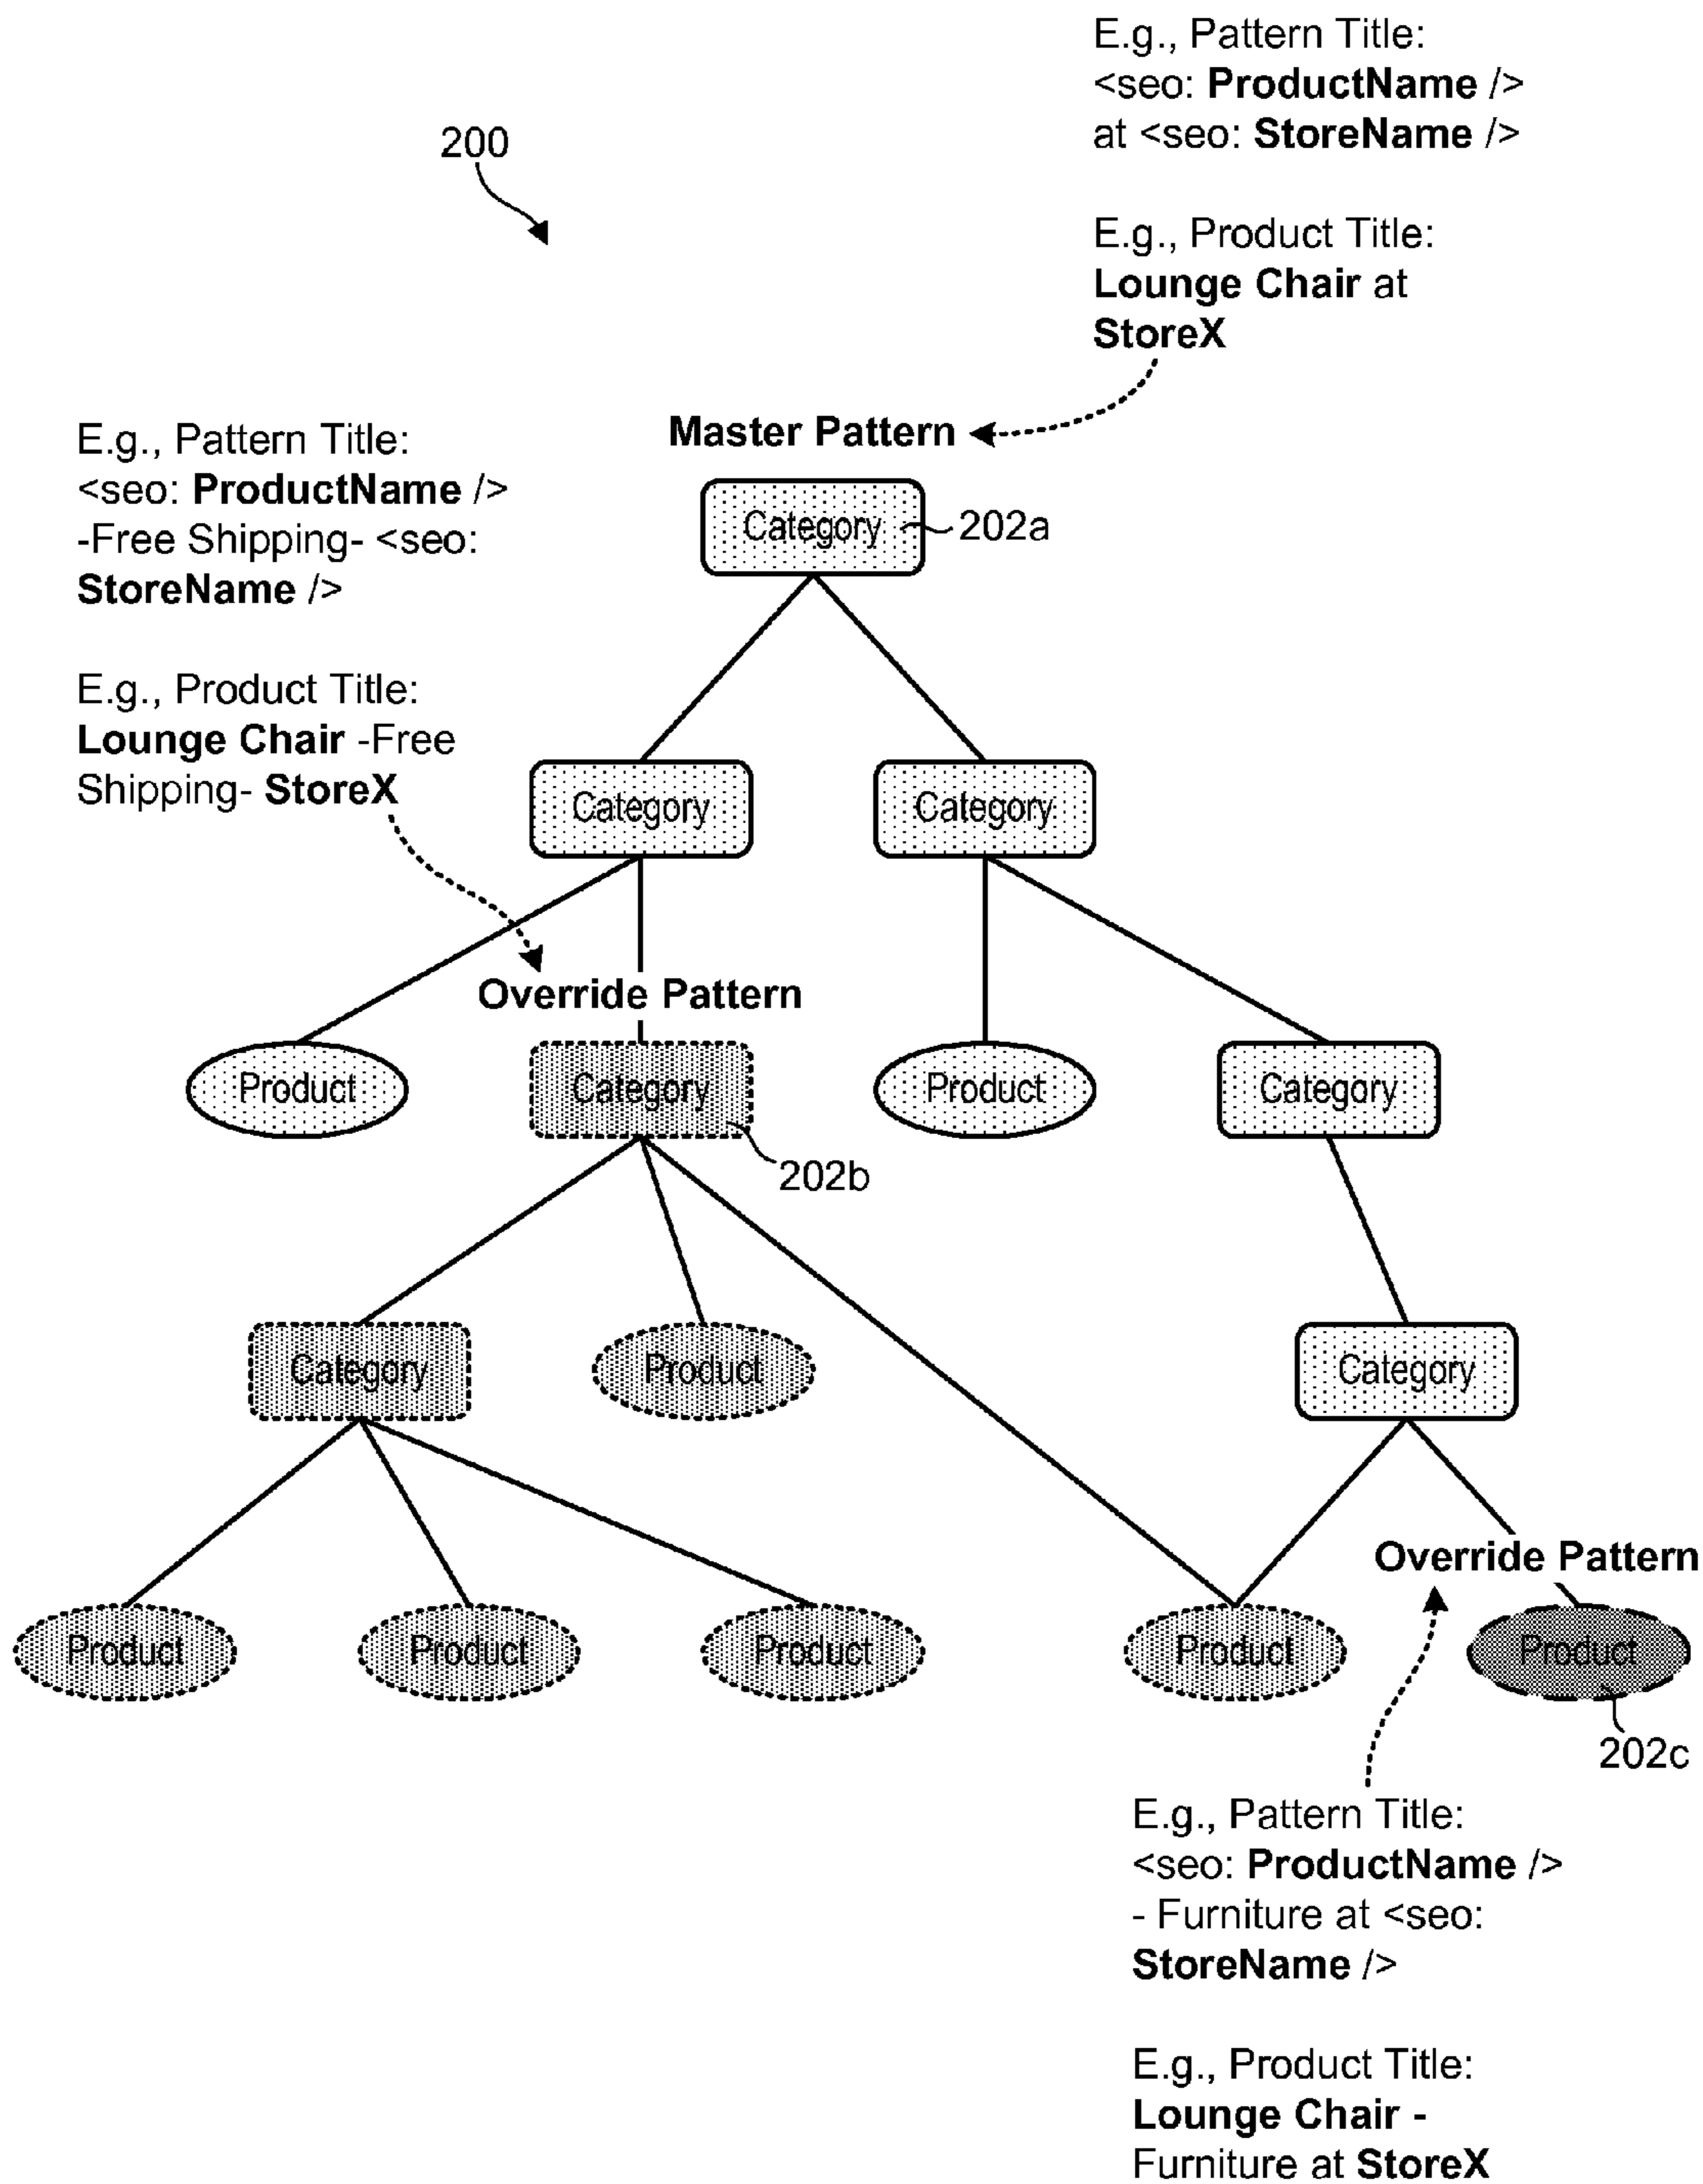 E.g., Pattern Title:
<seo: ProductName />
at <seo: StoreName />
200
E.g., Product Title:
Lounge Chair at
StoreX
Master Pattern
E.g., Pattern Title:
<seo: ProductName />
-Free Shipping- <seo:
StoreName />
Category
202a
E.g., Product Title:
Lounge Chair -Free
Shipping- StoreX
Category
Category
Override Pattern
Product
Category
Product
Category
202b
Category
Product
Category
Override Pattern
Product
Product
Product
Product
Product
202c
E.g., Pattern Title:
<seo: ProductName />
- Furniture at <seo:
StoreName />
E.g., Product Title:
Lounge Chair -
Furniture at StoreX